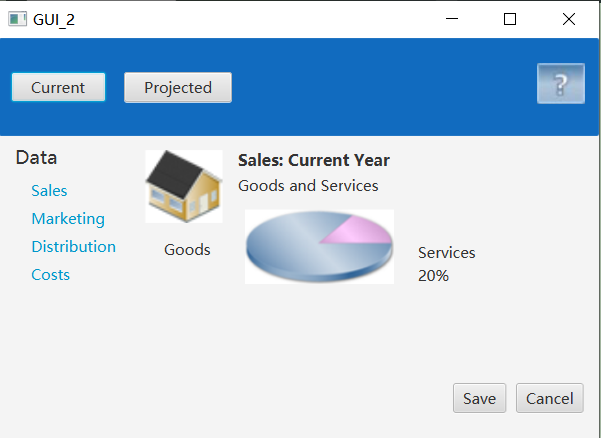 GUI_2
Current
Projected
?
Data
Sales
Marketing
Distribution
Costs
Sales: Current Year
Goods and Services
Goods
Services
20%
Save
Cancel